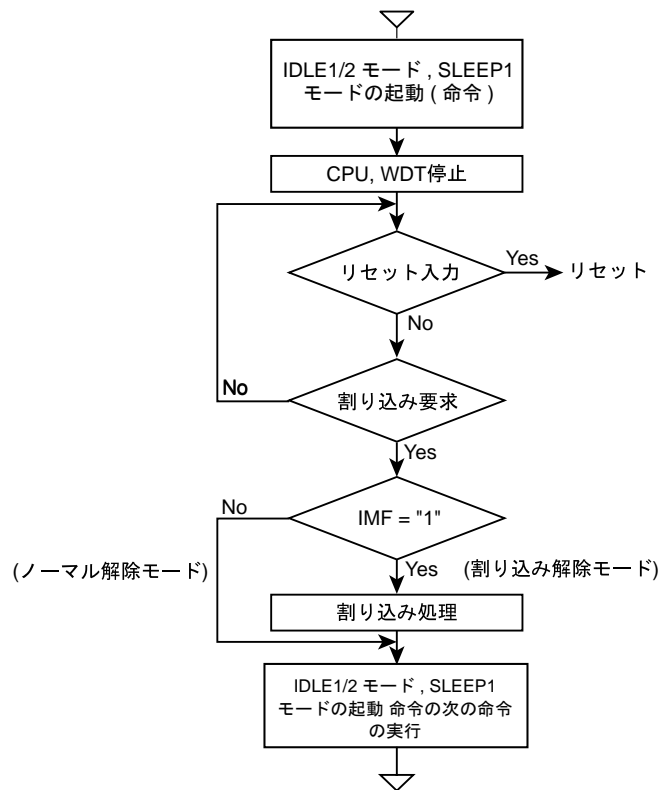 IDLE1/2 モード , SLEEP1
モードの起動 ( 命令 )
CPU, WDT停止
リセット入力
Yes
リセット
No
割り込み要求
No
Yes
IMF = "1"
No
(ノーマル解除モード)
Yes
(割り込み解除モード)
割り込み処理
IDLE1/2 モード , SLEEP1
モードの起動 命令の次の命令
の実行